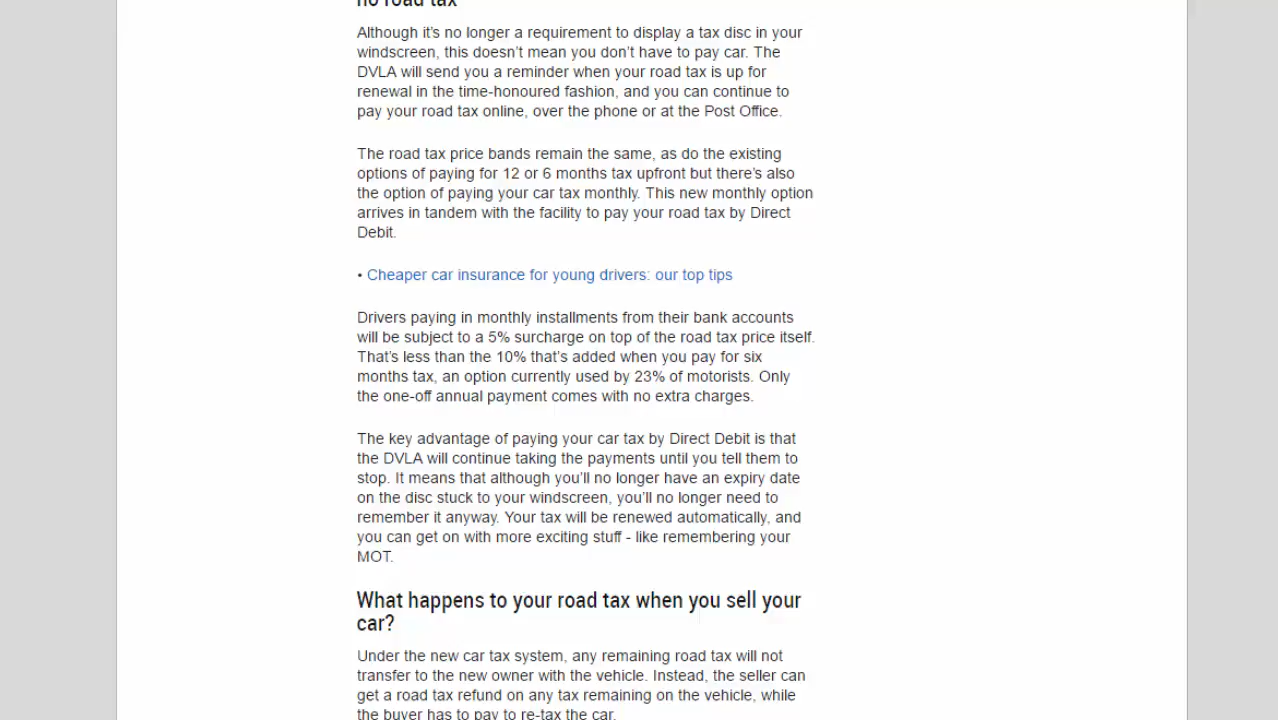 no road tax
Although it's no longer a requirement to display a tax disc in your
windscreen, this doesn't mean you don't have to pay car. The
DVLA will send you a reminder when your road tax is up for
renewal in the time-honoured fashion, and you can continue to
pay your road tax online, over the phone or at the Post Office.
The road tax price bands remain the same, as do the existing
options of paying for 12 or 6 months tax upfront but there's also
the option of paying your car tax monthly. This new monthly option
arrives in tandem with the facility to pay your road tax by Direct
Debit.
• Cheaper car insurance for young drivers: our top tips
Drivers paying in monthly installments from their bank accounts
will be subject to a 5% surcharge on top of the road tax price itself.
That's less than the 10% that's added when you pay for six
months tax, an option currently used by 23% of motorists. Only
the one-off annual payment comes with no extra charges.
The key advantage of paying your car tax by Direct Debit is that
the DVLA will continue taking the payments until you tell them to
stop. It means that although you'll no longer have an expiry date
on the disc stuck to your windscreen, you'll no longer need to
remember it anyway. Your tax will be renewed automatically, and
you can get on with more exciting stuff - like remembering your
MOT.
What happens to your road tax when you sell your
car?
Under the new car tax system, any remaining road tax will not
transfer to the new owner with the vehicle. Instead, the seller can
get a road tax refund on any tax remaining on the vehicle, while
the buyer has to pay to re-tax the car.